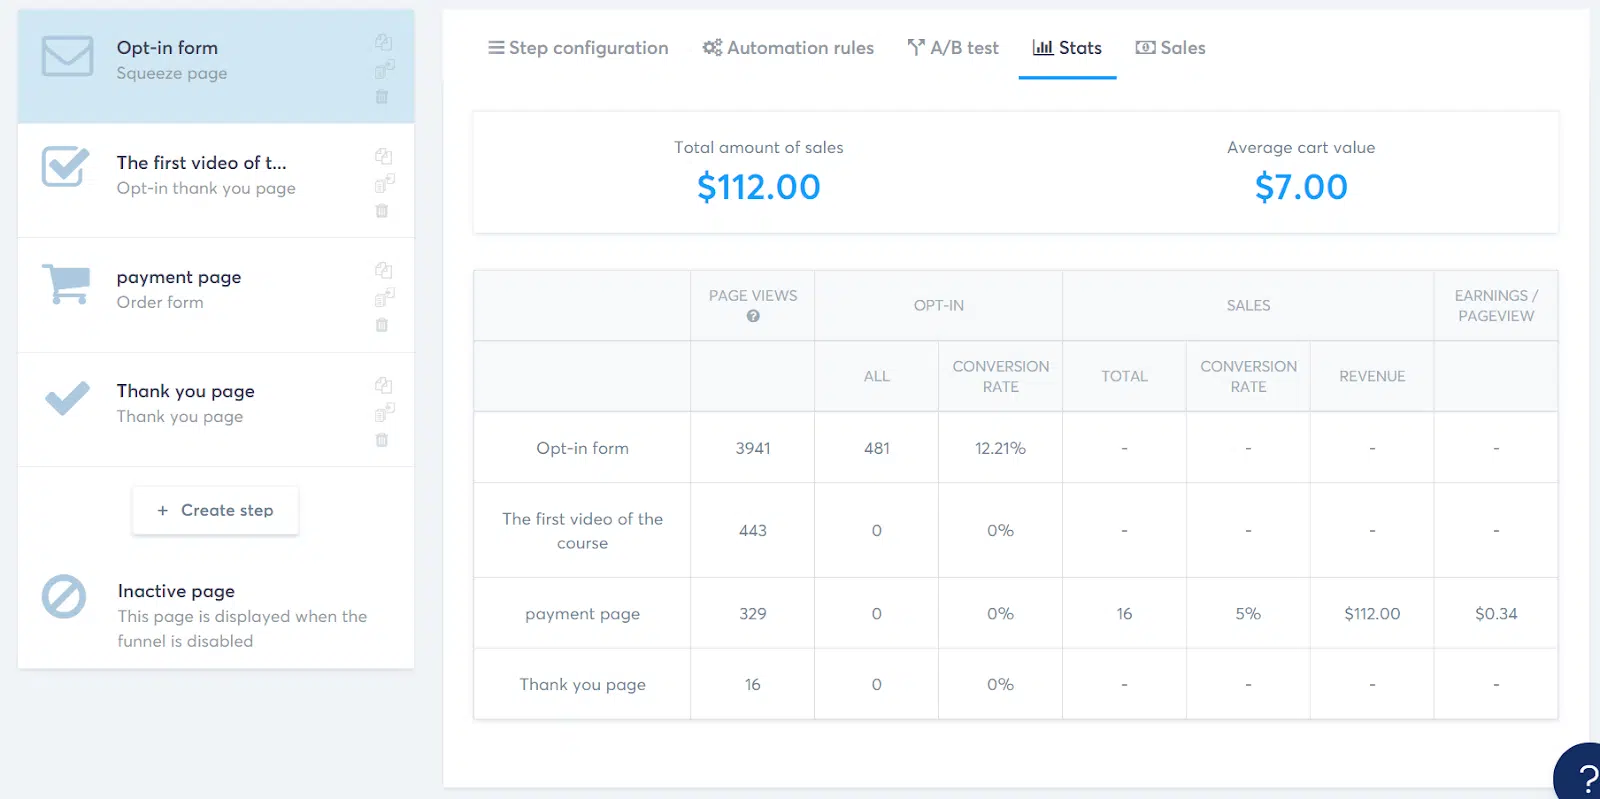 Opt-in form
Squeeze page
The first video of t...
Opt-in thank you page
payment page
Order form
Thank you page
Thank you page
+ Create step
Inactive page
This page is displayed when the
funnel is disabled
Step configuration
Automation rules
A/B test
Stats
Sales
Total amount of sales
$112.00
Average cart value
$7.00
PAGE VIEWS
?
OPT-IN
SALES
EARNINGS /
PAGEVIEW
ALL
CONVERSION
RATE
TOTAL
CONVERSION
RATE
REVENUE
Opt-in form 3941 481 12.21% - - - -
The first video of the
course
443 0 0% - - - -
payment page 329 0 0% 16 5% $112.00 $0.34
Thank you page 16 0 0% - - - -
?